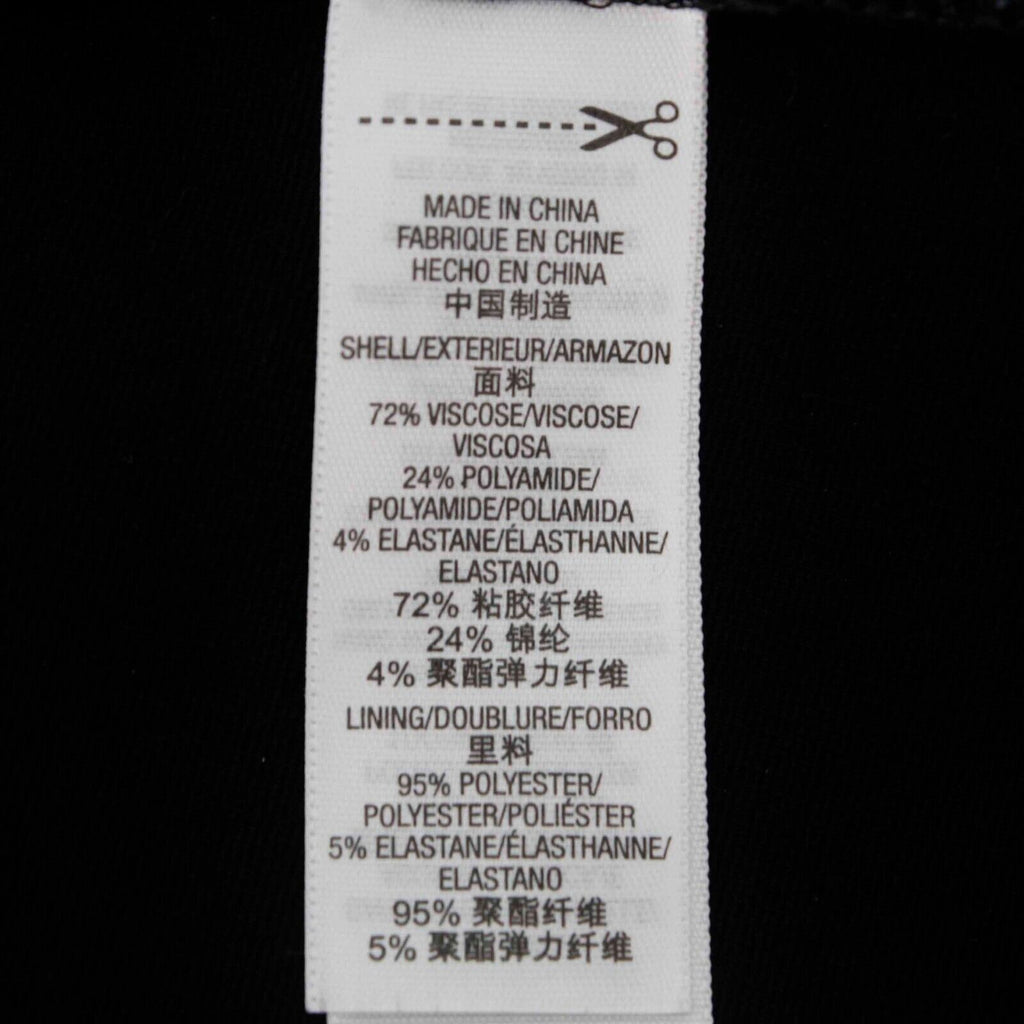 MADE IN CHINA
FABRIQUE EN CHINE
HECHO EN CHINA
中国制造
SHELL/EXTERIEUR/ARMAZON
面料
72% VISCOSE/VISCOSE/
VISCOSA
24% POLYAMIDE/
POLYAMIDE/POLIAMIDA
4% ELASTANE/ÉLASTHANNE/
ELASTANO
72% 粘胶纤维
24% 锦纶
4% 聚酯弹力纤维
LINING/DOUBLURE/FORRO
里料
95% POLYESTER/
POLYESTER/POLIÉSTER
5% ELASTANE/ÉLASTHANNE/
ELASTANO
95% 聚酯纤维
5% 聚酯弹力纤维